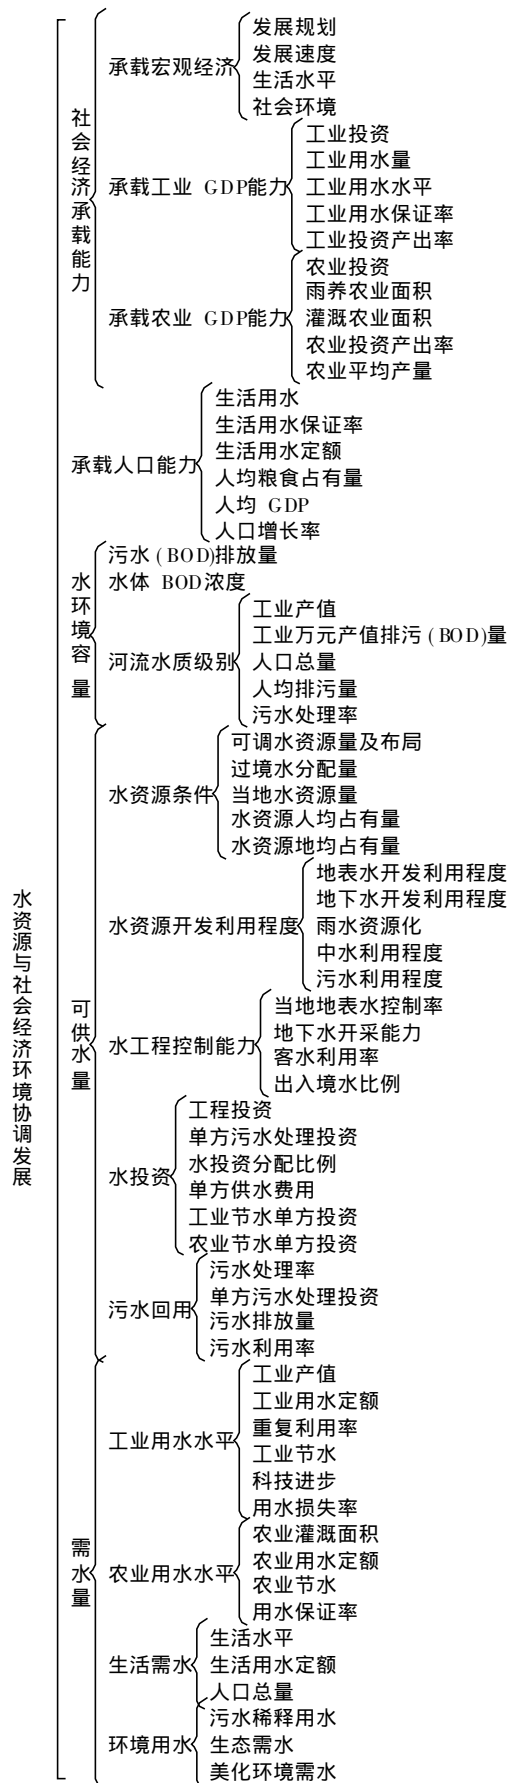 水资源与社会经济环境协调发展
社会经济承载能力
承载宏观经济
发展规划
发展速度
生活水平
社会环境
承载工业 GDP能力
工业投资
工业用水量
工业用水水平
工业用水保证率
工业投资产出率
承载农业 GDP能力
农业投资
雨养农业面积
灌溉农业面积
农业投资产出率
农业平均产量
承载人口能力
生活用水
生活用水保证率
生活用水定额
人均粮食占有量
人均 GDP
人口增长率
水环境容量
污水(BOD)排放量
水体 BOD浓度
河流水质级别
工业产值
工业万元产值排污(BOD)量
人口总量
人均排污量
污水处理率
可供水量
水资源条件
可调水资源量及布局
过境水分配量
当地水资源量
水资源人均占有量
水资源地均占有量
水资源开发利用程度
地表水开发利用程度
地下水开发利用程度
雨水资源化
中水利用程度
污水利用程度
水工程控制能力
当地地表水控制率
地下水开采能力
客水利用率
出入境水比例
水投资
工程投资
单方污水处理投资
水投资分配比例
单方供水费用
工业节水单方投资
农业节水单方投资
污水回用
污水处理率
单方污水处理投资
污水排放量
污水利用率
需水量
工业用水水平
工业产值
工业用水定额
重复利用率
工业节水
科技进步
用水损失率
农业用水水平
农业灌溉面积
农业用水定额
农业节水
用水保证率
生活需水
生活水平
生活用水定额
人口总量
环境用水
污水稀释用水
生态需水
美化环境需水